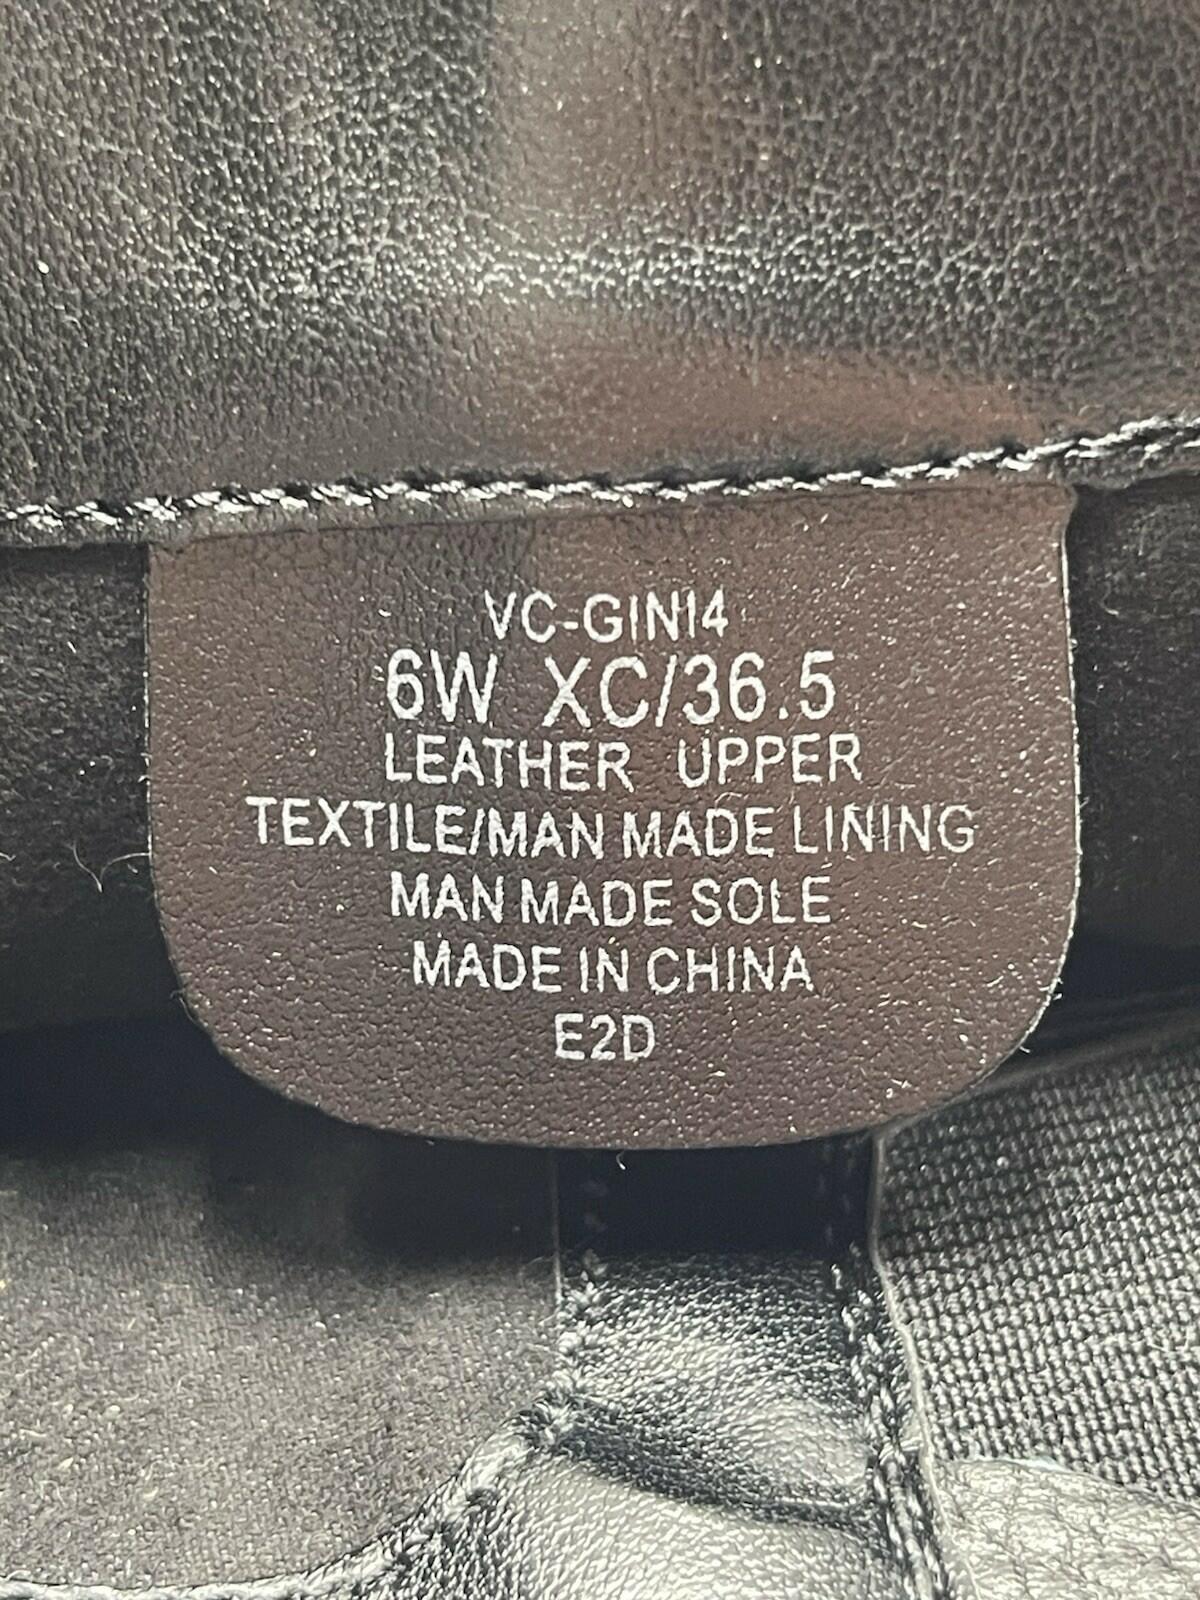 VC-GINI4
6W XC/36.5
LEATHER UPPER
TEXTILE/MAN MADE LINING
MAN MADE SOLE
MADE IN CHINA
E2D